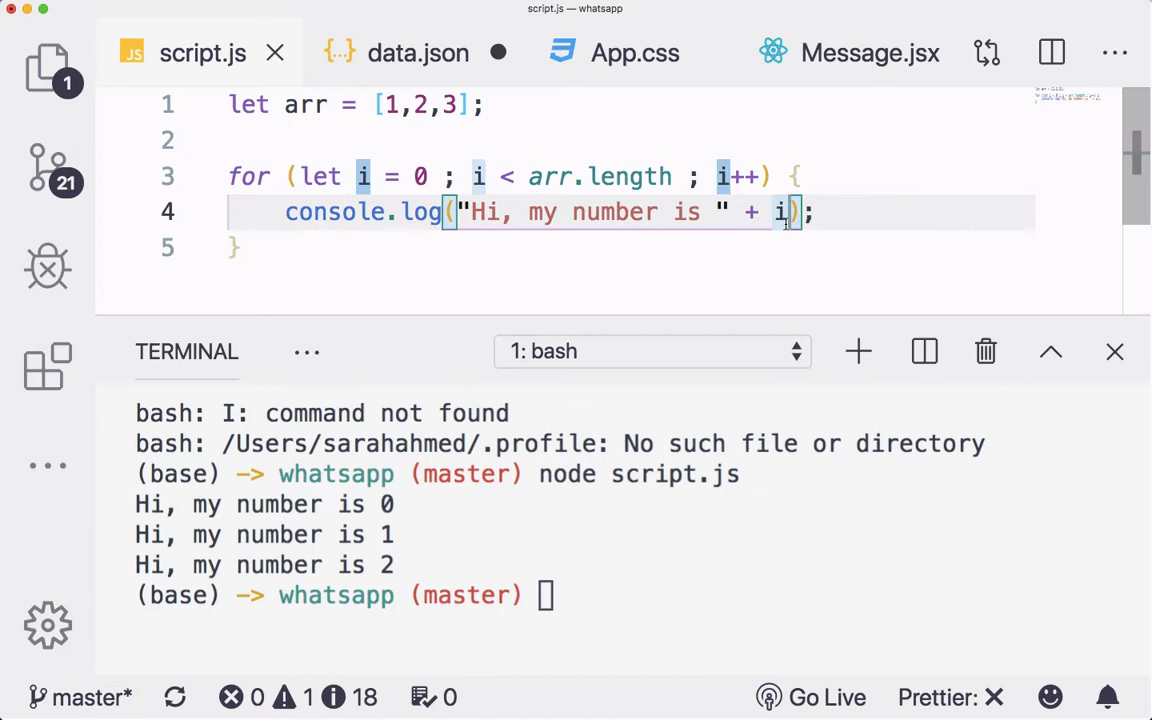 script.js — whatsapp
JS script.js {..} data.json App.css Message.jsx
1 let arr = [1,2,3];
2
3 for (let i = 0 ; i < arr.length ; i++) {
4 console.log("Hi, my number is " + i);
5 }
1
21
TERMINAL ... 1: bash
bash: I: command not found
bash: /Users/sarahahmed/.profile: No such file or directory
(base) -> whatsapp (master) node script.js
Hi, my number is 0
Hi, my number is 1
Hi, my number is 2
(base) -> whatsapp (master)
master* 0 1 18 0 Go Live Prettier: ✕